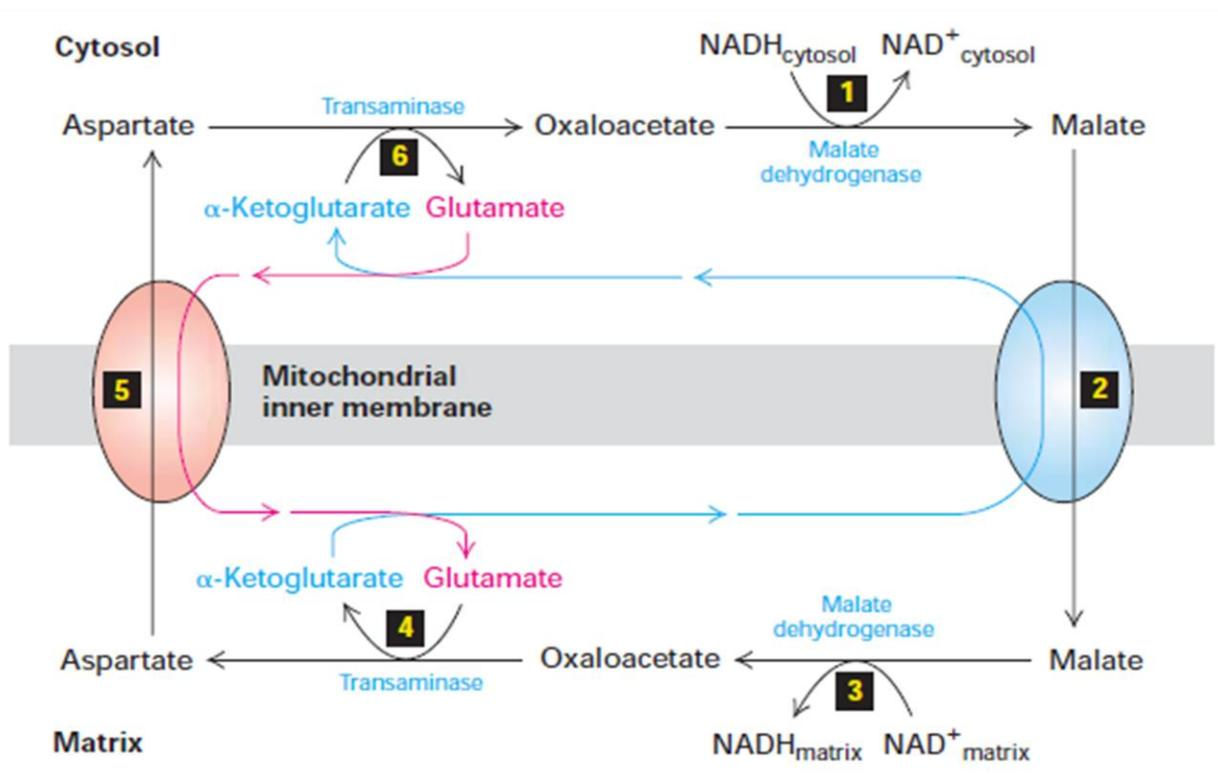 Cytosol
NADHcytosol NAD+cytosol
1
Aspartate
Transaminase
Oxaloacetate
Malate
dehydrogenase
Malate
6
α-Ketoglutarate Glutamate
5
Mitochondrial
inner membrane
2
α-Ketoglutarate Glutamate
4
Malate
dehydrogenase
Aspartate
Transaminase
Oxaloacetate
Malate
3
Matrix
NADHmatrix NAD+matrix